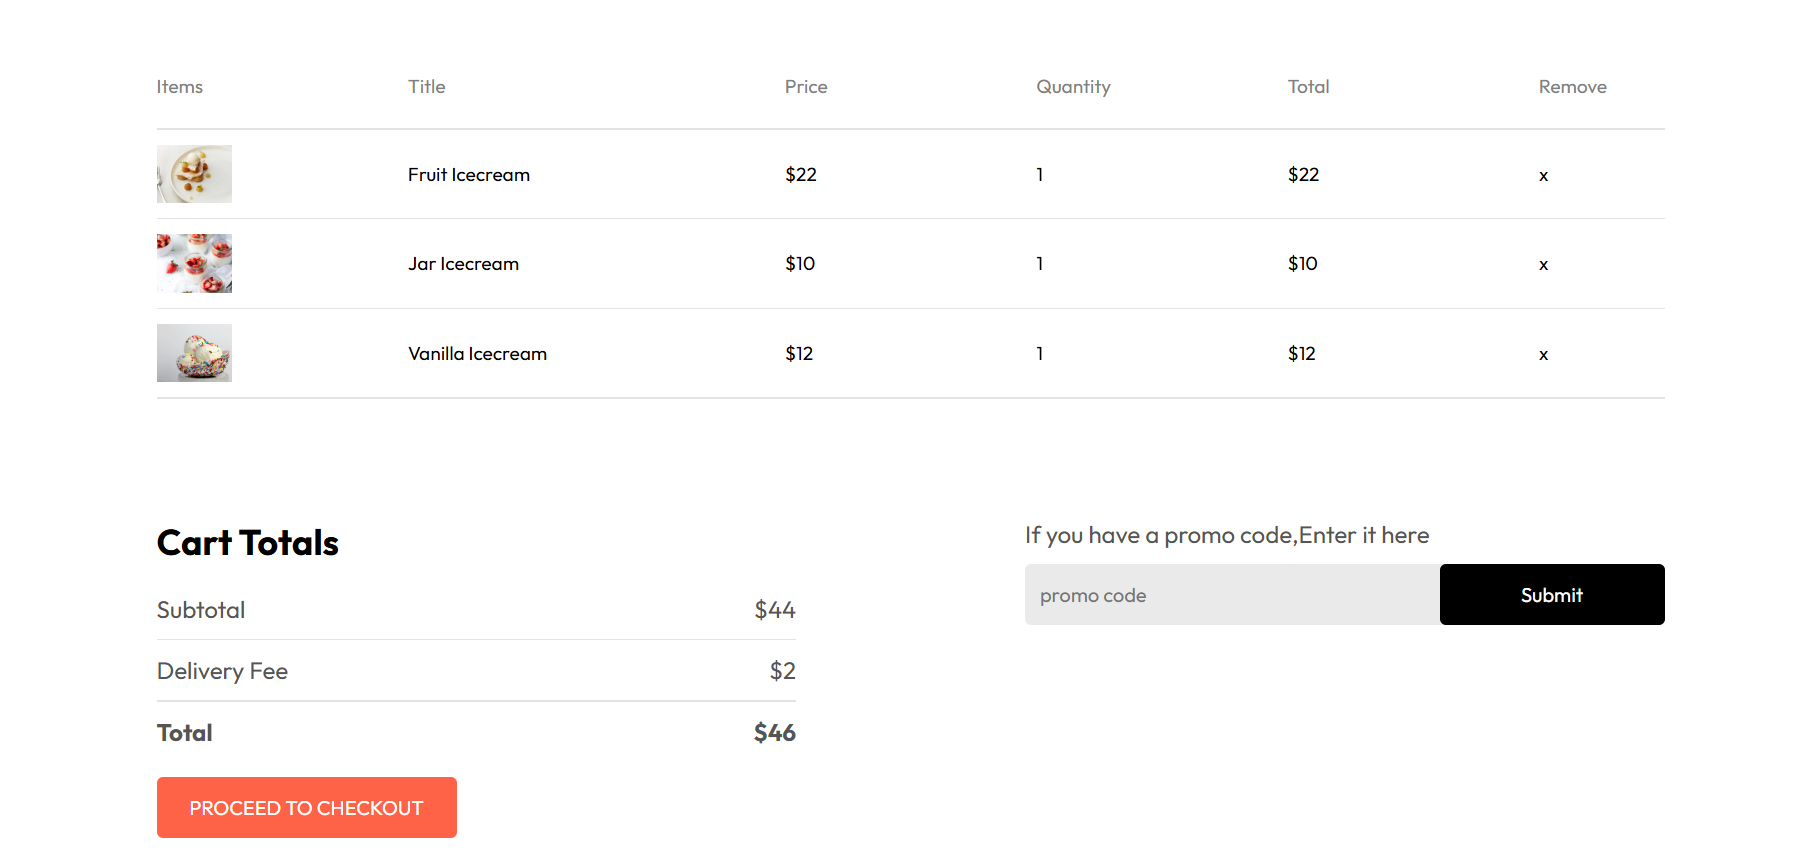 Items Title Price Quantity Total Remove
Fruit Icecream $22 1 $22 x
Jar Icecream $10 1 $10 x
Vanilla Icecream $12 1 $12 x
Cart Totals
Subtotal $44
Delivery Fee $2
Total $46
PROCEED TO CHECKOUT
If you have a promo code,Enter it here
promo code Submit